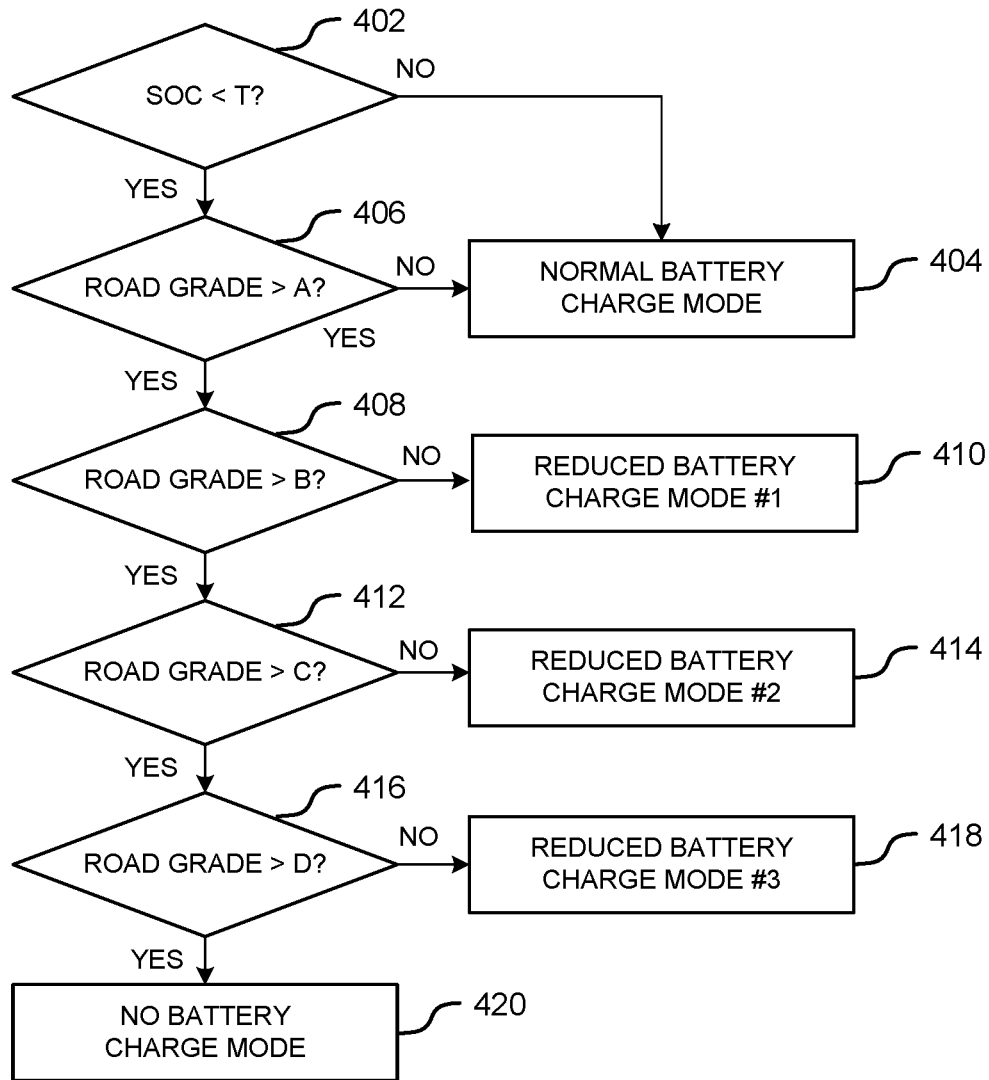 402
SOC < T?
NO
YES
406
ROAD GRADE > A?
NO
NORMAL BATTERY
CHARGE MODE
404
YES
YES
408
ROAD GRADE > B?
NO
REDUCED BATTERY
CHARGE MODE #1
410
YES
412
ROAD GRADE > C?
NO
REDUCED BATTERY
CHARGE MODE #2
414
YES
416
ROAD GRADE > D?
NO
REDUCED BATTERY
CHARGE MODE #3
418
YES
NO BATTERY
CHARGE MODE
420